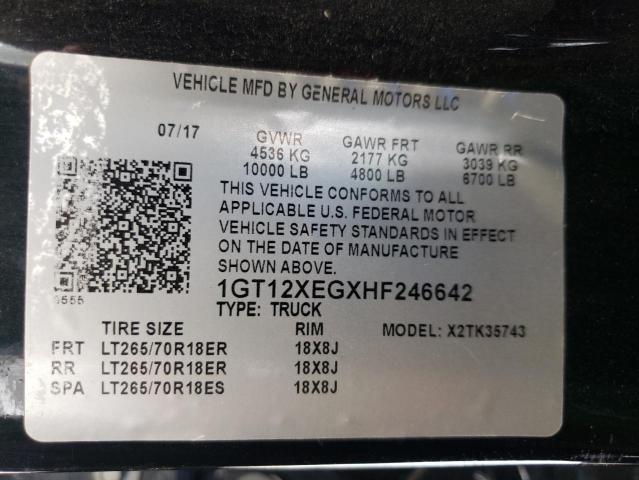 VEHICLE MFD BY GENERAL MOTORS LLC
07/17 GVWR GAWR FRT GAWR RR
4536 KG 2177 KG 3039 KG
10000 LB 4800 LB 6700 LB
THIS VEHICLE CONFORMS TO ALL
APPLICABLE U.S. FEDERAL MOTOR
VEHICLE SAFETY STANDARDS IN EFFECT
ON THE DATE OF MANUFACTURE
SHOWN ABOVE.
9555
1GT12XEGXHF246642
TYPE: TRUCK
TIRE SIZE RIM MODEL: X2TK35743
FRT LT265/70R18ER 18X8J
RR LT265/70R18ER 18X8J
SPA LT265/70R18ES 18X8J